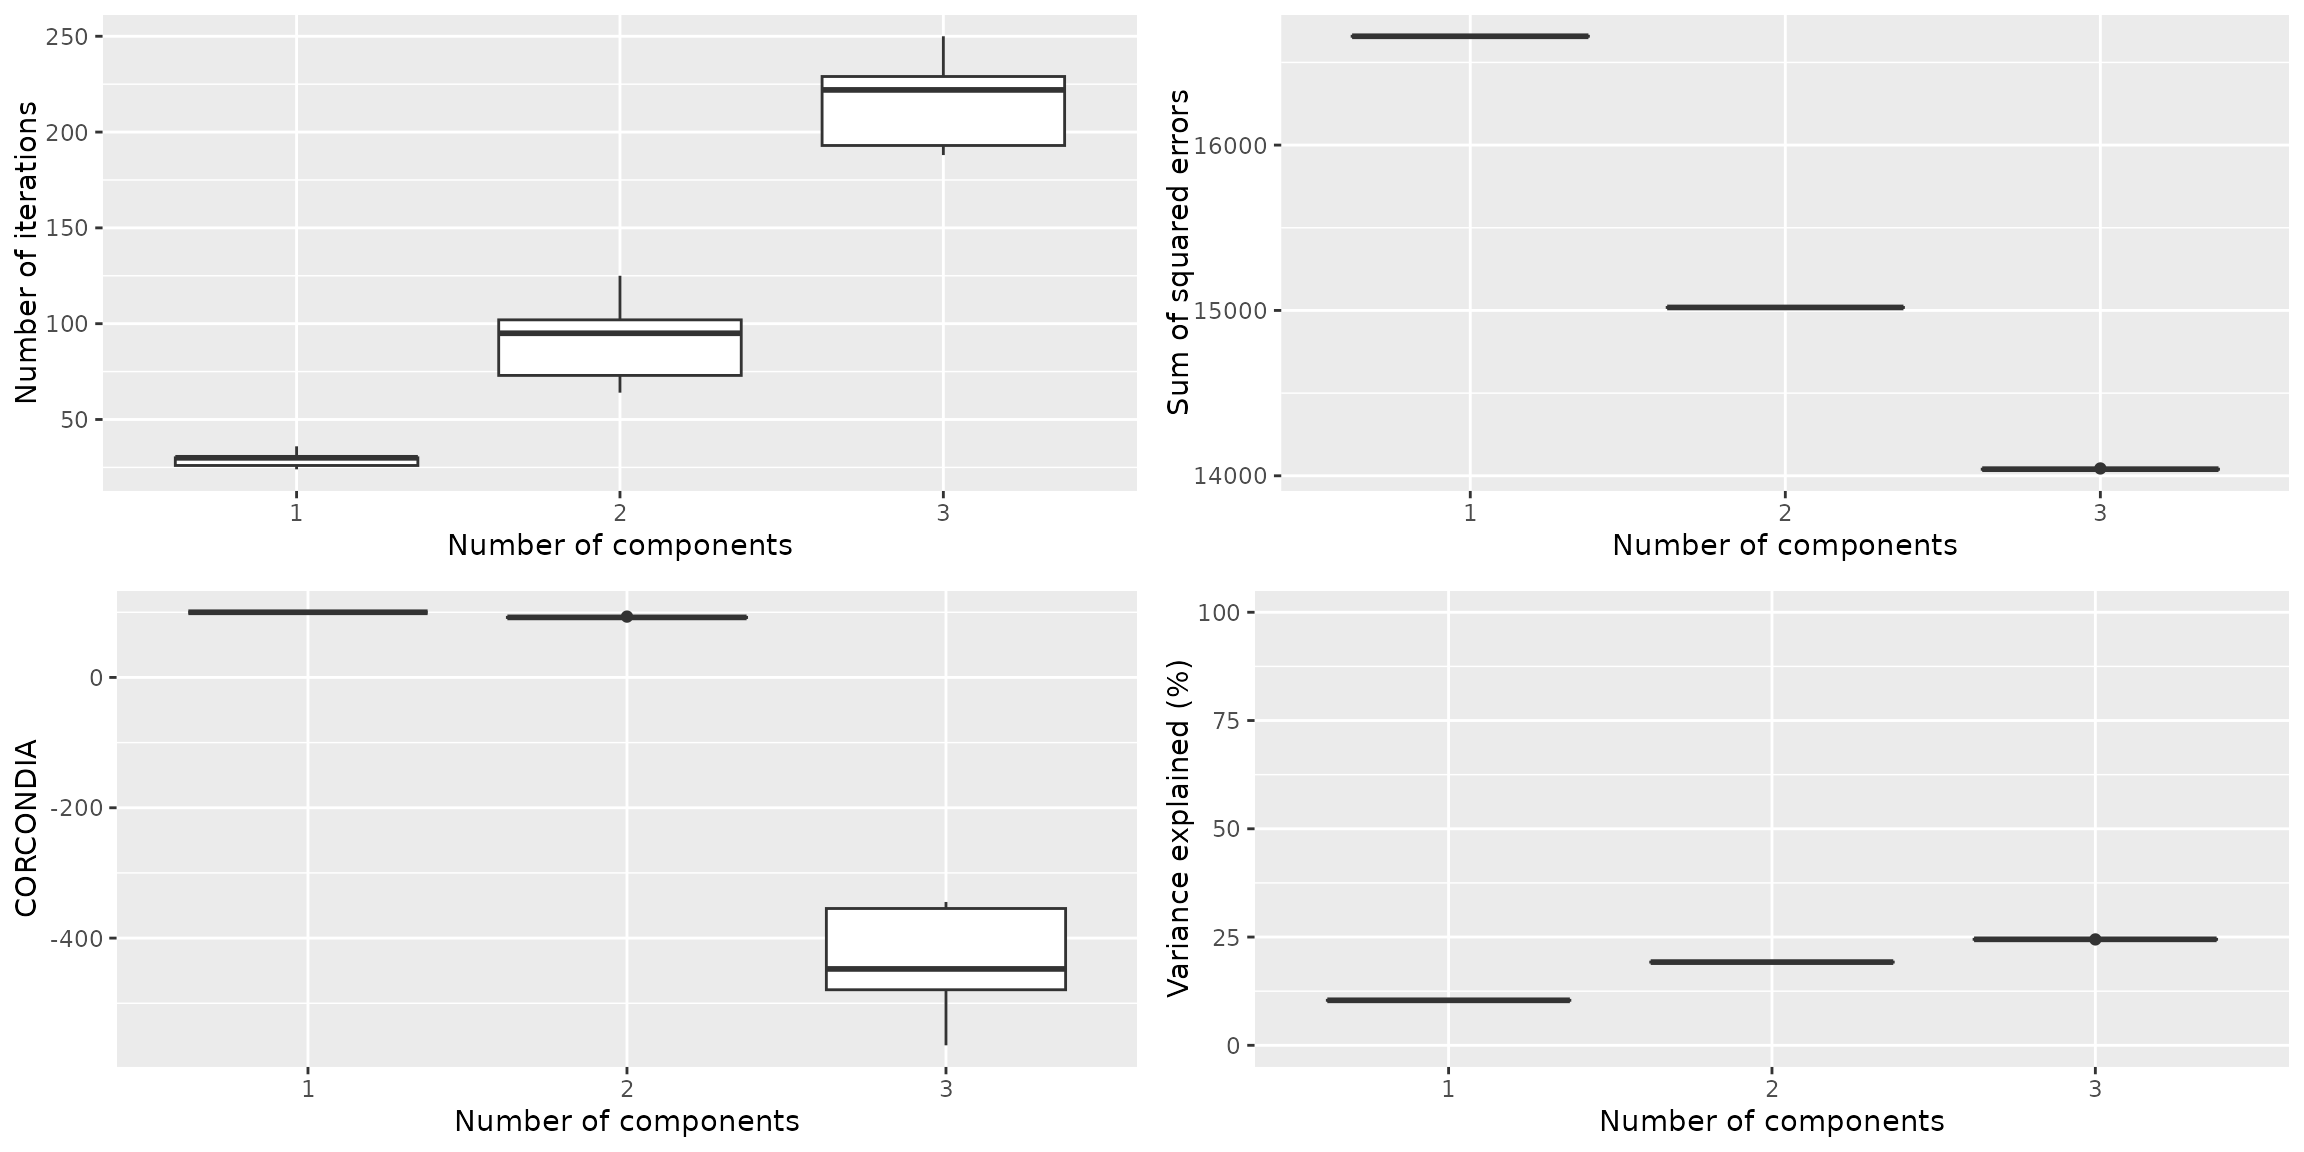 Number of iterations
250
200
150
100
50
1 2 3
Number of components
Sum of squared errors
16000
15000
14000
1 2 3
Number of components
CORCONDIA
0
-200
-400
1 2 3
Number of components
Variance explained (%)
100
75
50
25
0
1 2 3
Number of components